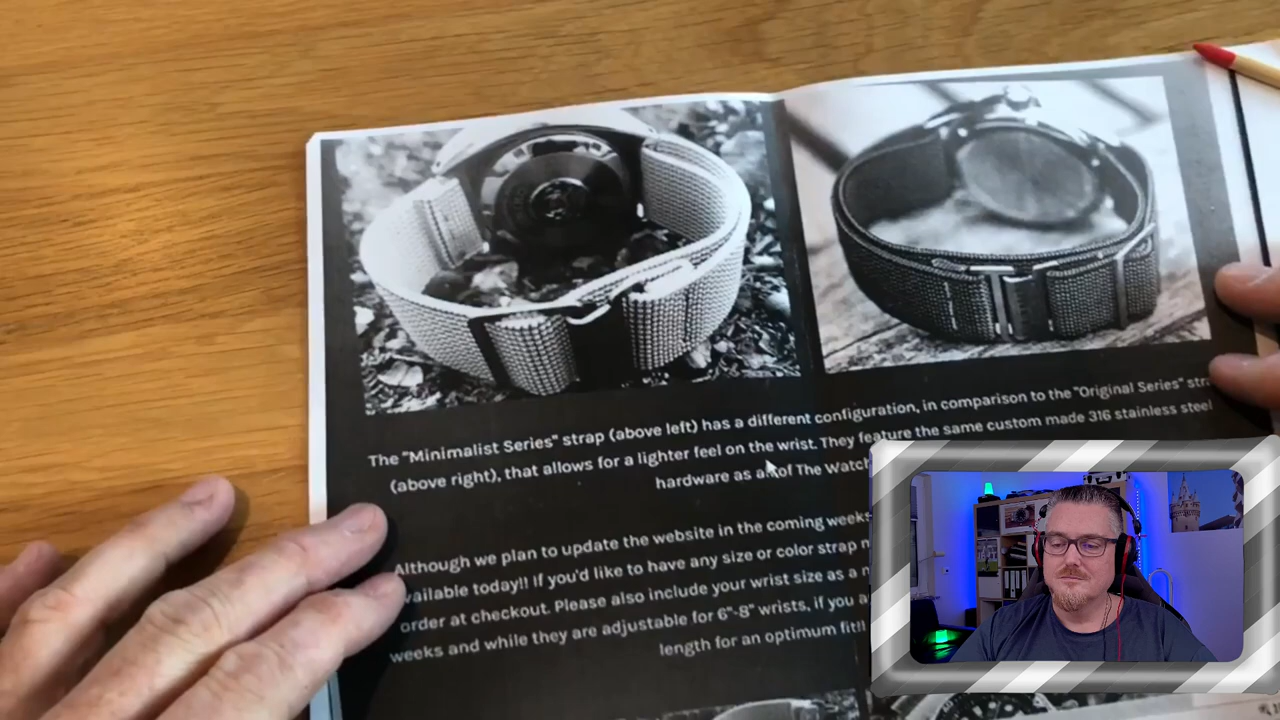 The "Minimalist Series" strap (above left) has a different configuration, in comparison to the "Original Series"
(above right), that allows for a lighter feel on the wrist. They feature the same custom made 316 stainless steel
hardware as all of The
Although we plan to update the website in the coming weeks
available today!! If you'd like to have any size or color strap
order at checkout. Please also include your wrist size as a
weeks and while they are adjustable for 6"-8" wrists, if you
length for an optimum fit!!